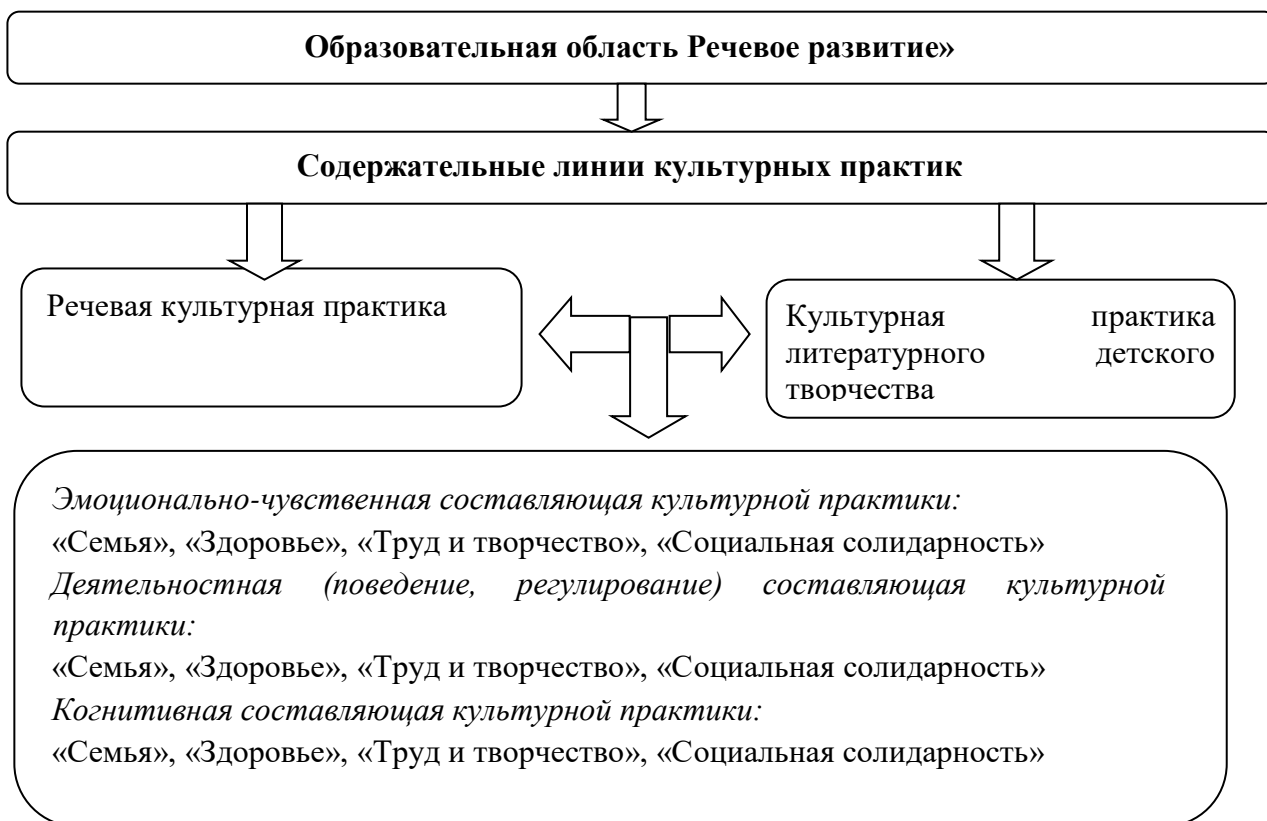 Образовательная область Речевое развитие»
Содержательные линии культурных практик
Речевая культурная практика
Культурная практика
литературного детского
творчества
Эмоционально-чувственная составляющая культурной практики:
«Семья», «Здоровье», «Труд и творчество», «Социальная солидарность»
Деятельностная (поведение, регулирование) составляющая культурной
практики:
«Семья», «Здоровье», «Труд и творчество», «Социальная солидарность»
Когнитивная составляющая культурной практики:
«Семья», «Здоровье», «Труд и творчество», «Социальная солидарность»